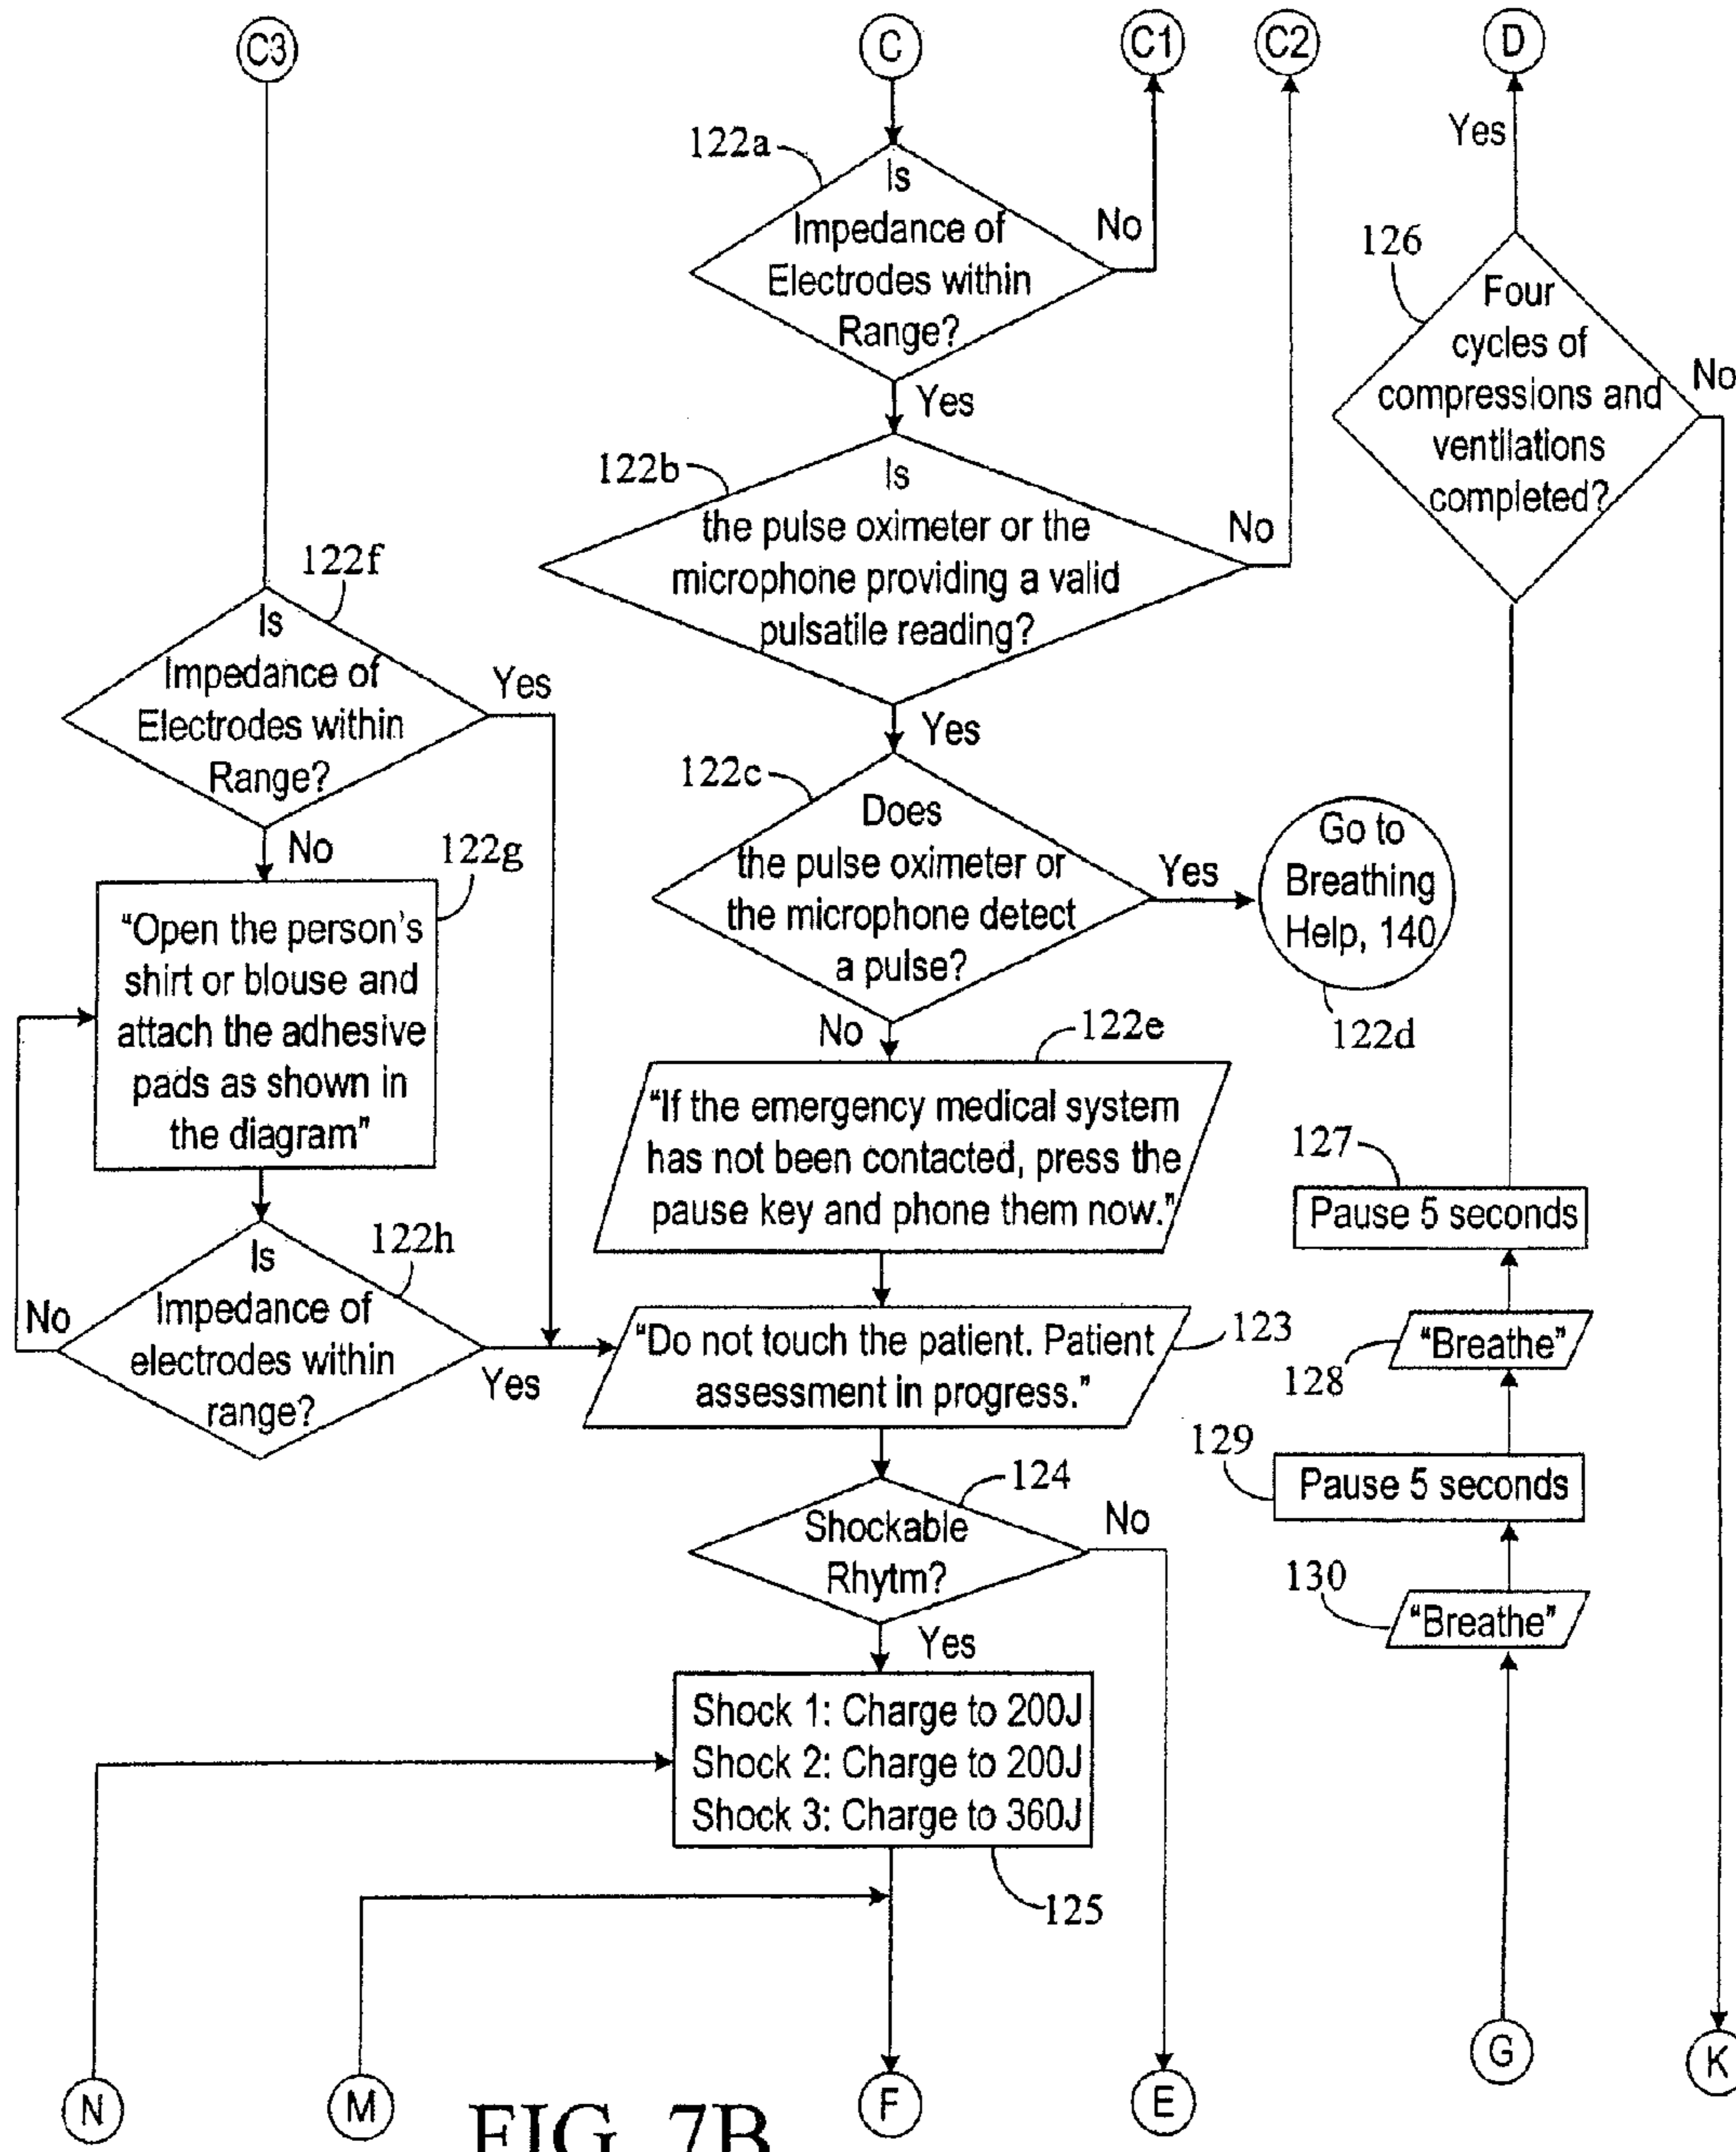 C3
C
C1
C2
D
Yes
122a
Is
Impedance of
Electrodes within
Range?
No
Yes
126
Four
cycles of
compressions and
ventilations
completed?
No
122b
Is
the pulse oximeter or the
microphone providing a valid
pulsatile reading?
No
Yes
122f
Is
Impedance of
Electrodes within
Range?
Yes
No
122c
Does
the pulse oximeter or
the microphone detect
a pulse?
Yes
Go to
Breathing
Help, 140
122d
No
122g
“Open the person’s
shirt or blouse and
attach the adhesive
pads as shown in
the diagram”
122e
“If the emergency medical system
has not been contacted, press the
pause key and phone them now.”
127
Pause 5 seconds
122h
Is
Impedance of
electrodes within
range?
No
Yes
“Do not touch the patient. Patient
assessment in progress.”
123
“Breathe”
128
129
Pause 5 seconds
124
Shockable
Rhytm?
No
Yes
130
“Breathe”
Shock 1: Charge to 200J
Shock 2: Charge to 200J
Shock 3: Charge to 360J
125
N
M
F
E
G
K
FIG. 7B